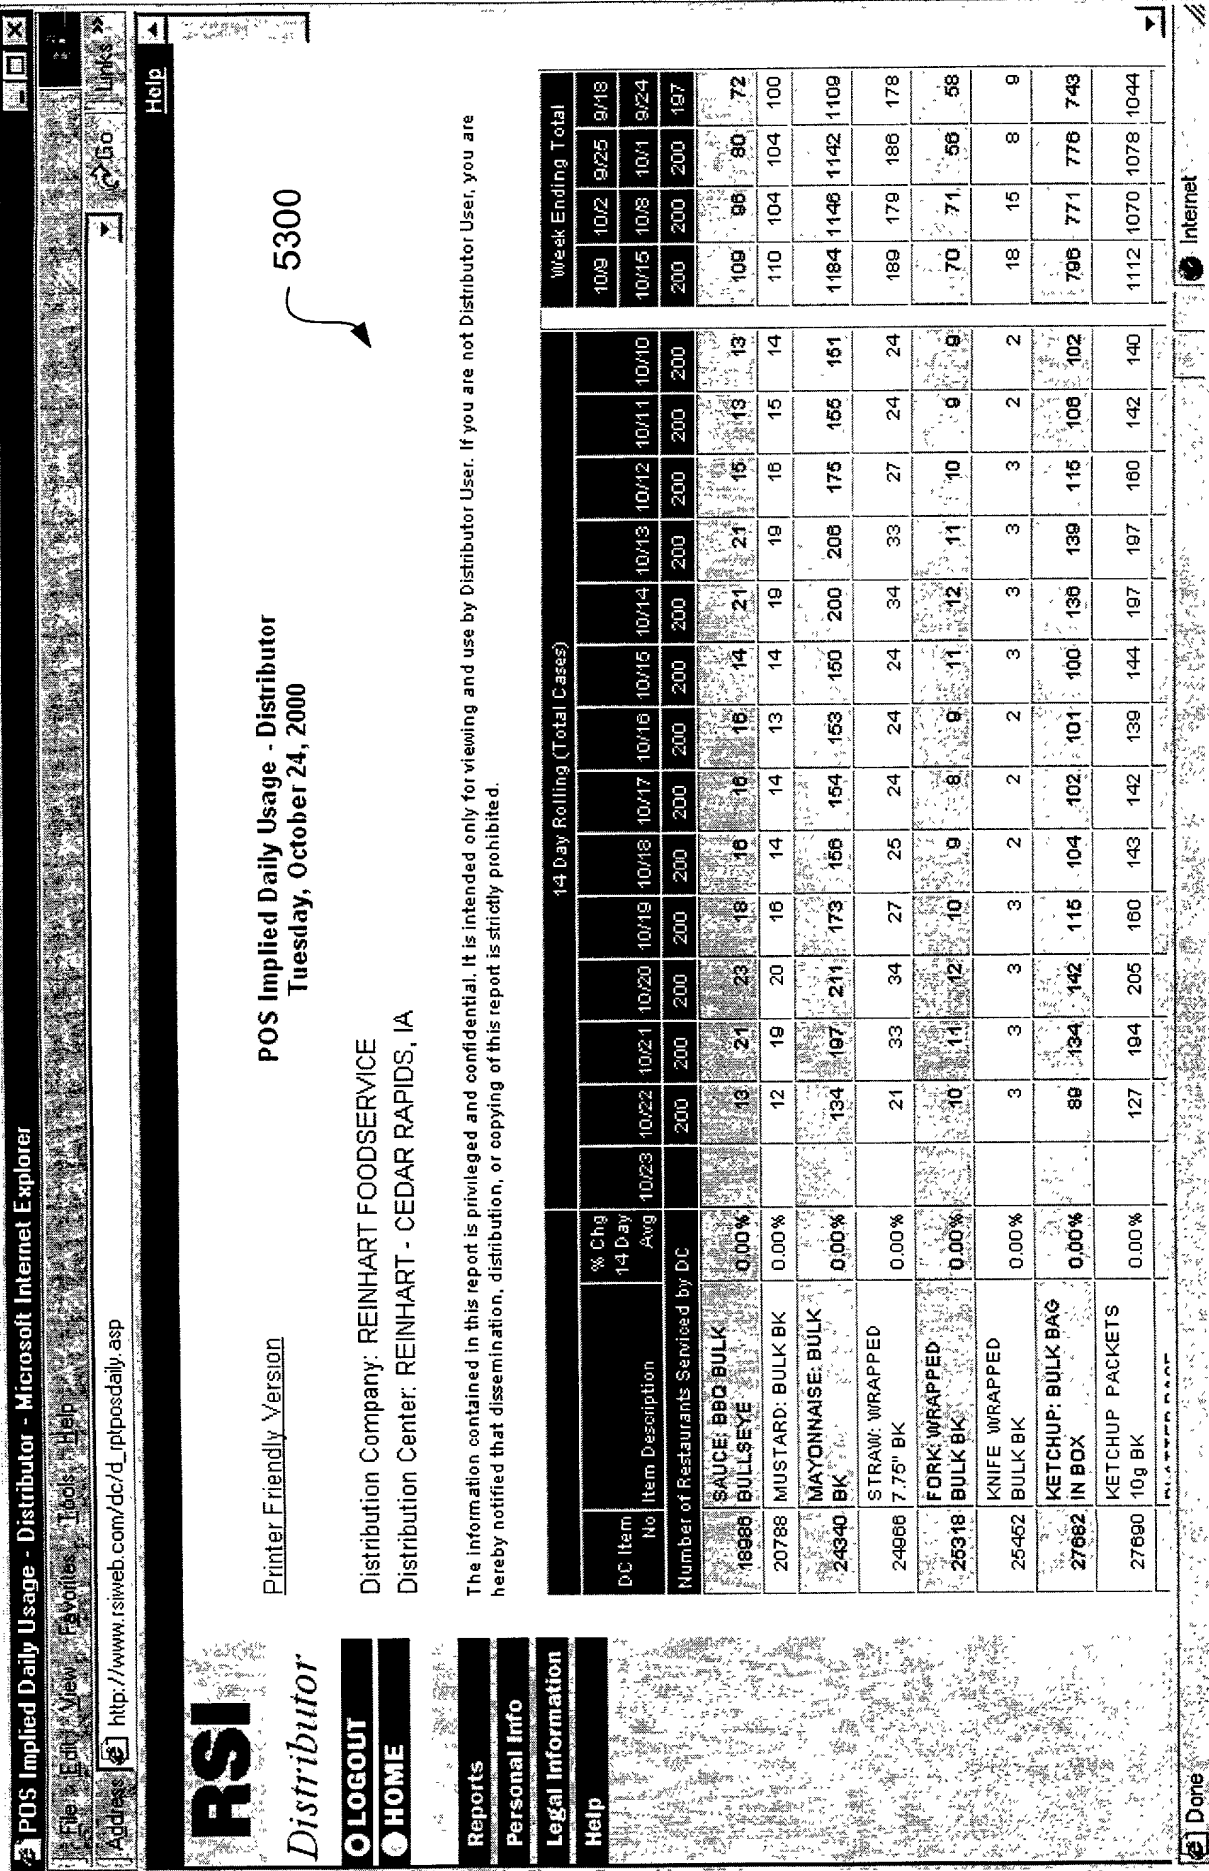 POS Implied Daily Usage - Distributor - Microsoft Internet Explorer
File Edit View Favorites Tools Help
Address http://www.rsiweb.com/dc/d_rptposdaily.asp Go Links »
Help
RSI
Distributor
LOGOUT
HOME
Reports
Personal Info
Legal Information
Help
Printer Friendly Version
POS Implied Daily Usage - Distributor
Tuesday, October 24, 2000
5300
Distribution Company: REINHART FOODSERVICE
Distribution Center: REINHART - CEDAR RAPIDS, IA
The information contained in this report is privileged and confidential. It is intended only for viewing and use by Distributor User. If you are not Distributor User, you are
hereby notified that dissemination, distribution, or copying of this report is strictly prohibited.
14 Day Rolling (Total Cases) Week Ending Total
% Chg 10/9 10/2 9/25 9/18
DC Item No Item Description 14 Day Avg 10/23 10/22 10/21 10/20 10/19 10/18 10/17 10/16 10/15 10/14 10/13 10/12 10/11 10/10 10/15 10/8 10/1 9/24
Number of Restaurants Serviced by DC 200 200 200 200 200 200 200 200 200 200 200 200 200 200 200 200 197
18986 SAUCE: BBQ BULK BULLSEYE 0.00% 13 21 23 18 16 16 16 14 21 21 15 13 13 109 96 80 72
20788 MUSTARD: BULK BK 0.00% 12 19 20 16 14 14 13 14 19 19 16 15 14 110 104 104 100
24340 MAYONNAISE: BULK BK 0.00% 134 197 211 173 156 154 153 150 200 206 175 155 151 1184 1146 1142 1109
24966 STRAW: WRAPPED 7.75" BK 0.00% 21 33 34 27 25 24 24 24 34 33 27 24 24 189 179 186 178
25318 FORK: WRAPPED BULK BK 0.00% 10 11 12 10 9 8 9 11 12 11 10 9 9 70 71 56 58
25452 KNIFE WRAPPED BULK BK 0.00% 3 3 3 3 2 2 2 3 3 3 3 2 2 18 15 8 9
27682 KETCHUP: BULK BAG IN BOX 0.00% 89 134 142 115 104 102 101 100 136 139 115 106 102 796 771 776 743
27690 KETCHUP PACKETS 10g BK 0.00% 127 194 205 160 143 142 139 144 197 197 160 142 140 1112 1070 1078 1044
Done Internet